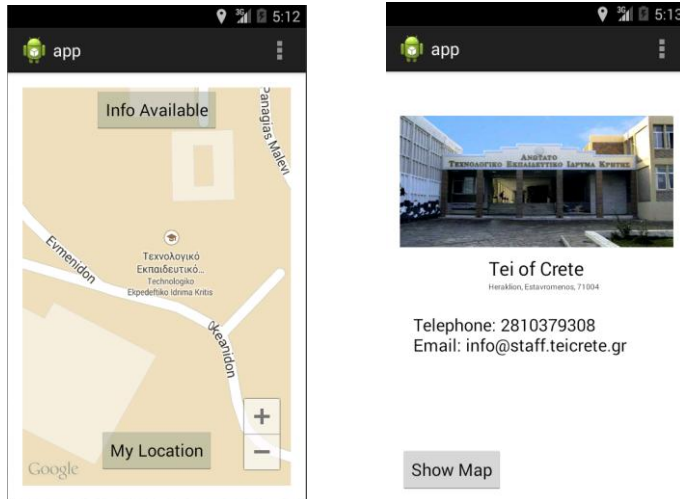 3G 5:12
app
Info Available
Panagias Malevi
Evmenidon
Τεχνολογικό
Εκπαιδευτικό...
Technologiko
Ekpedeftiko Idrima Kritis
Okeanidon
+
My Location
−
Google
3G 5:13
app
ΑΝΩΤΑΤΟ
ΤΕΧΝΟΛΟΓΙΚΟ ΕΚΠΑΙΔΕΥΤΙΚΟ ΙΔΡΥΜΑ ΚΡΗΤΗΣ
Tei of Crete
Heraklion, Estavromenos, 71004
Telephone: 2810379308
Email: info@staff.teicrete.gr
Show Map